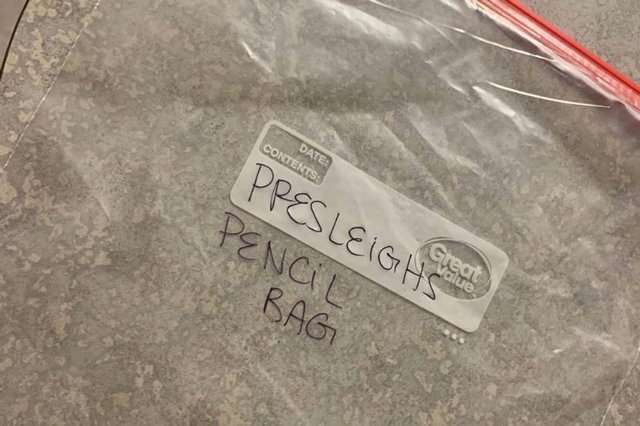 DATE:
CONTENTS:
PRESLEIGHS
Great
Value
PENCiL
BAG